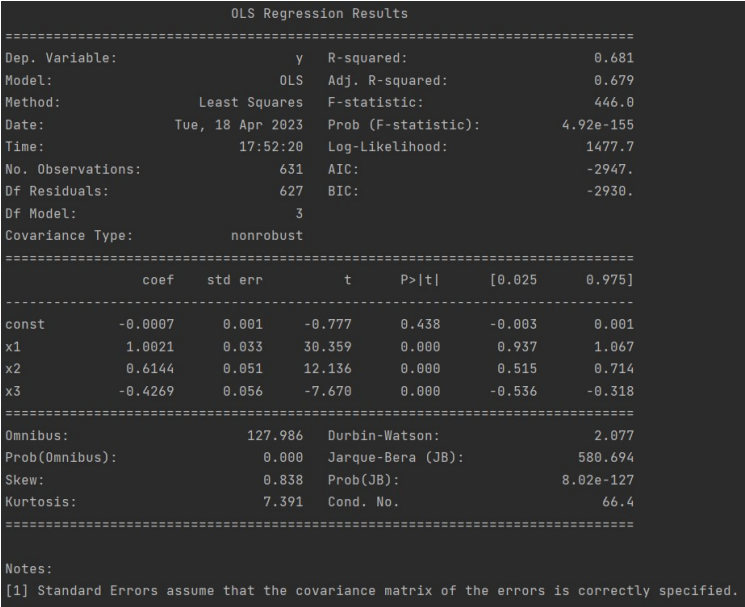 OLS Regression Results
==============================================================================
Dep. Variable:                      y   R-squared:                       0.681
Model:                            OLS   Adj. R-squared:                  0.679
Method:                 Least Squares   F-statistic:                     446.0
Date:                Tue, 18 Apr 2023   Prob (F-statistic):          4.92e-155
Time:                        17:52:20   Log-Likelihood:                 1477.7
No. Observations:                 631   AIC:                            -2947.
Df Residuals:                     627   BIC:                            -2930.
Df Model:                           3
Covariance Type:            nonrobust
==============================================================================
                 coef    std err          t      P>|t|      [0.025      0.975]
------------------------------------------------------------------------------
const         -0.0007      0.001     -0.777      0.438      -0.003       0.001
x1             1.0021      0.033     30.359      0.000       0.937       1.067
x2             0.6144      0.051     12.136      0.000       0.515       0.714
x3            -0.4269      0.056     -7.670      0.000      -0.536      -0.318
==============================================================================
Omnibus:                      127.986   Durbin-Watson:                   2.077
Prob(Omnibus):                  0.000   Jarque-Bera (JB):              580.694
Skew:                           0.838   Prob(JB):                    8.02e-127
Kurtosis:                       7.391   Cond. No.                         66.4
==============================================================================
Notes:
[1] Standard Errors assume that the covariance matrix of the errors is correctly specified.